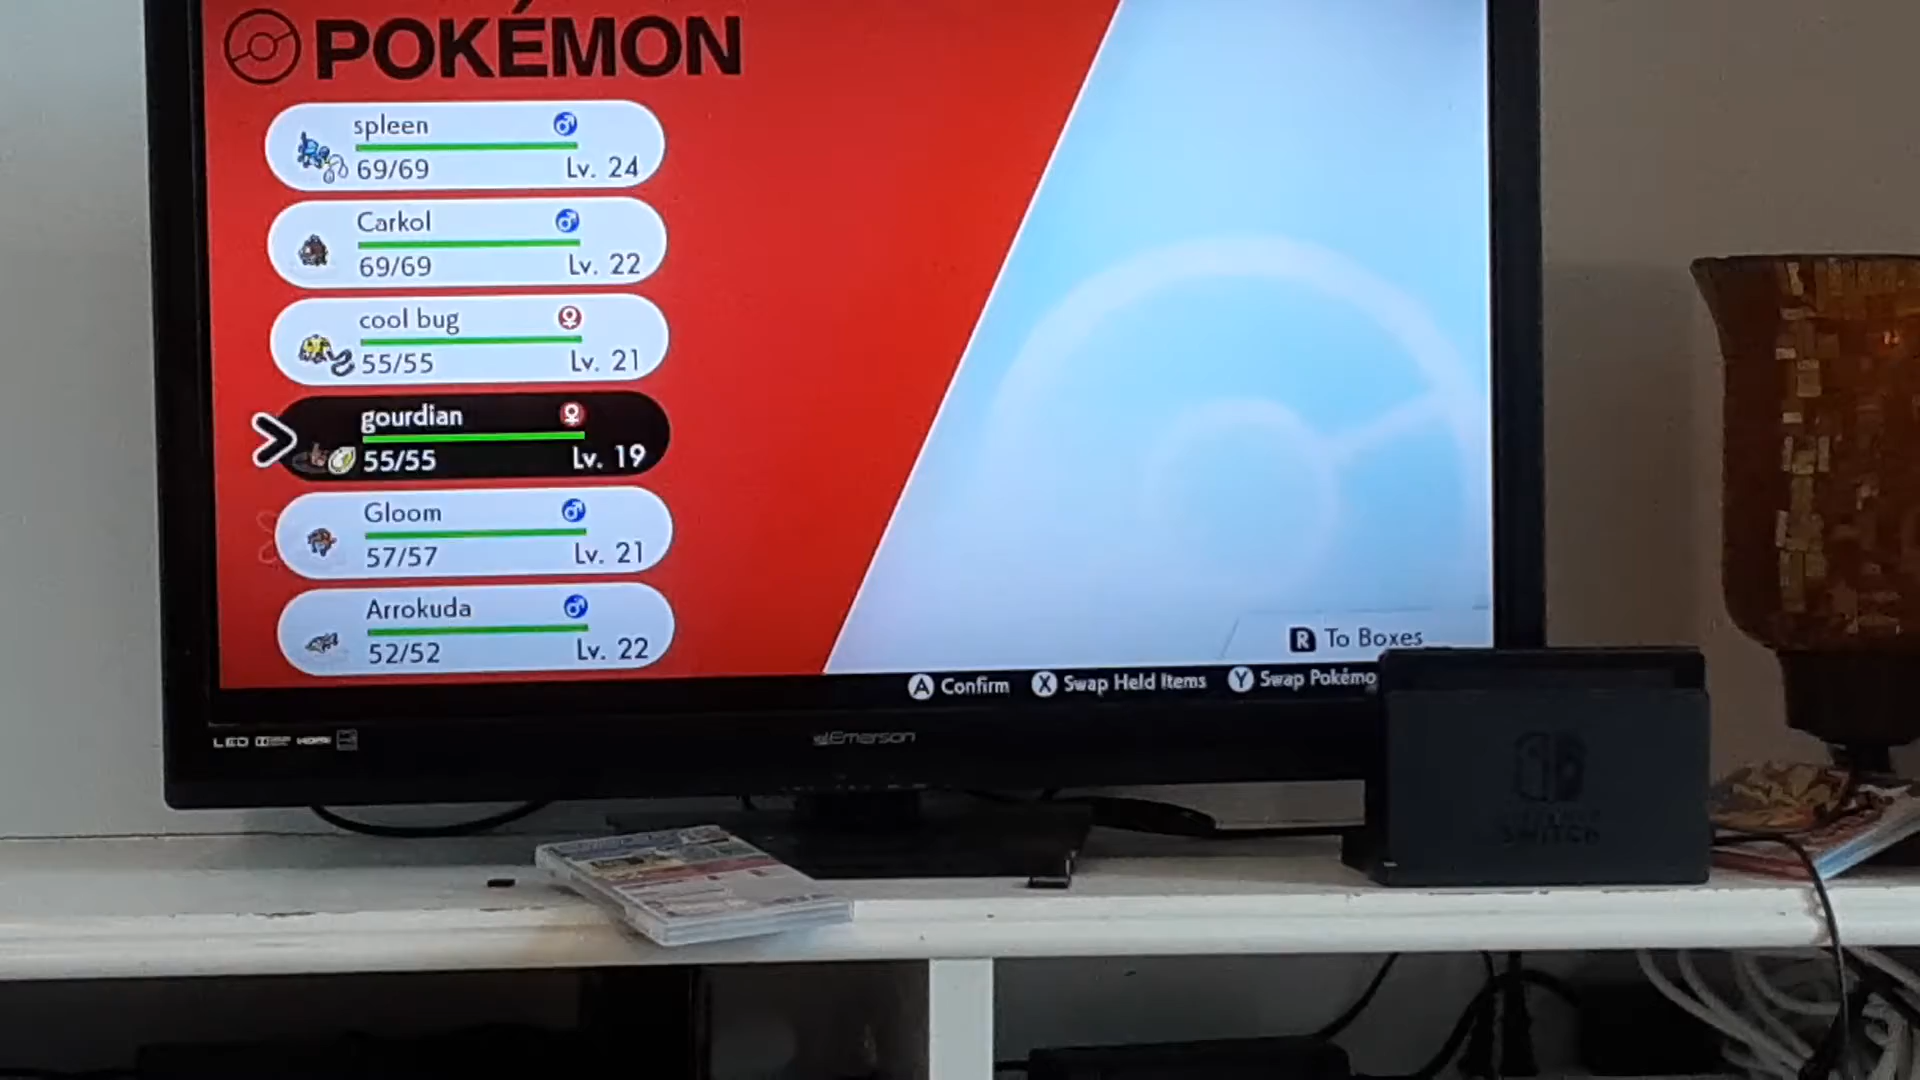 POKÉMON
spleen
69/69 Lv. 24
Carkol
69/69 Lv. 22
cool bug
55/55 Lv. 21
gourdian
55/55 Lv. 19
Gloom
57/57 Lv. 21
Arrokuda
52/52 Lv. 22
R To Boxes
A Confirm X Swap Held Items Y Swap Pokémo
LED HDMI
Emerson
SWITCH